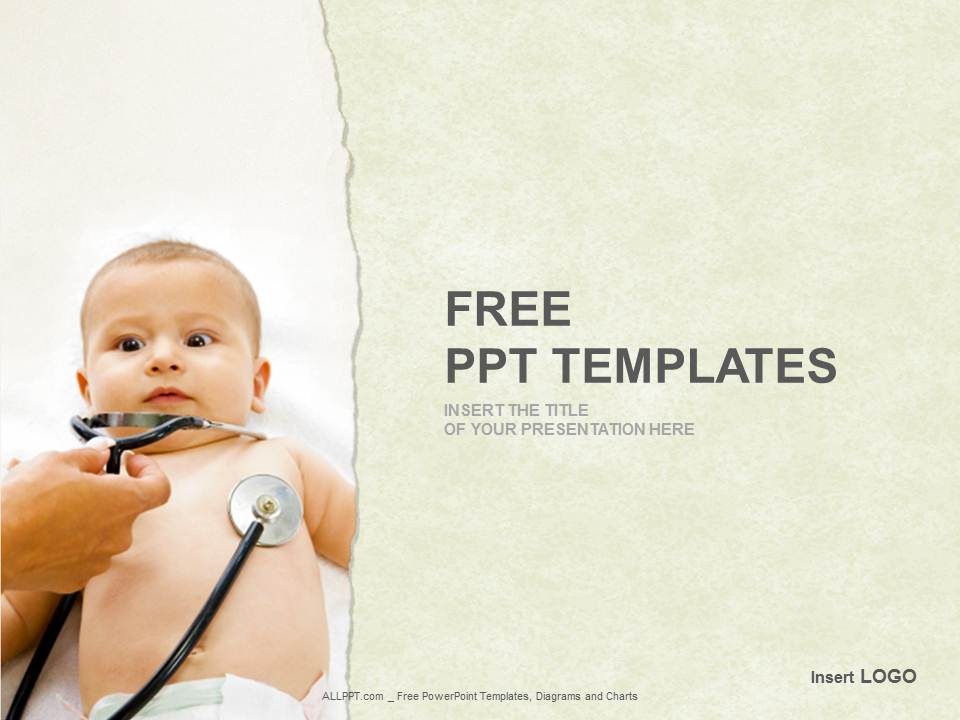 FREE
PPT TEMPLATES
INSERT THE TITLE
OF YOUR PRESENTATION HERE
Insert LOGO
ALLPPT.com _ Free PowerPoint Templates, Diagrams and Charts